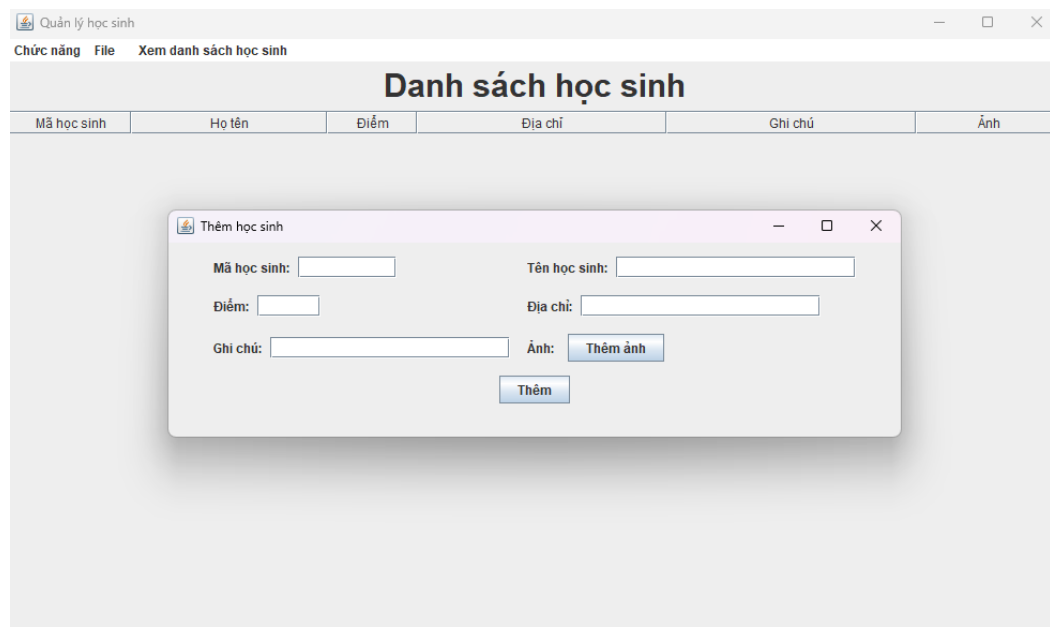 Quản lý học sinh
Chức năng File Xem danh sách học sinh
Danh sách học sinh
Mã học sinh Họ tên Điểm Địa chỉ Ghi chú Ảnh
Thêm học sinh
Mã học sinh: Tên học sinh:
Điểm: Địa chỉ:
Ghi chú: Ảnh: Thêm ảnh
Thêm